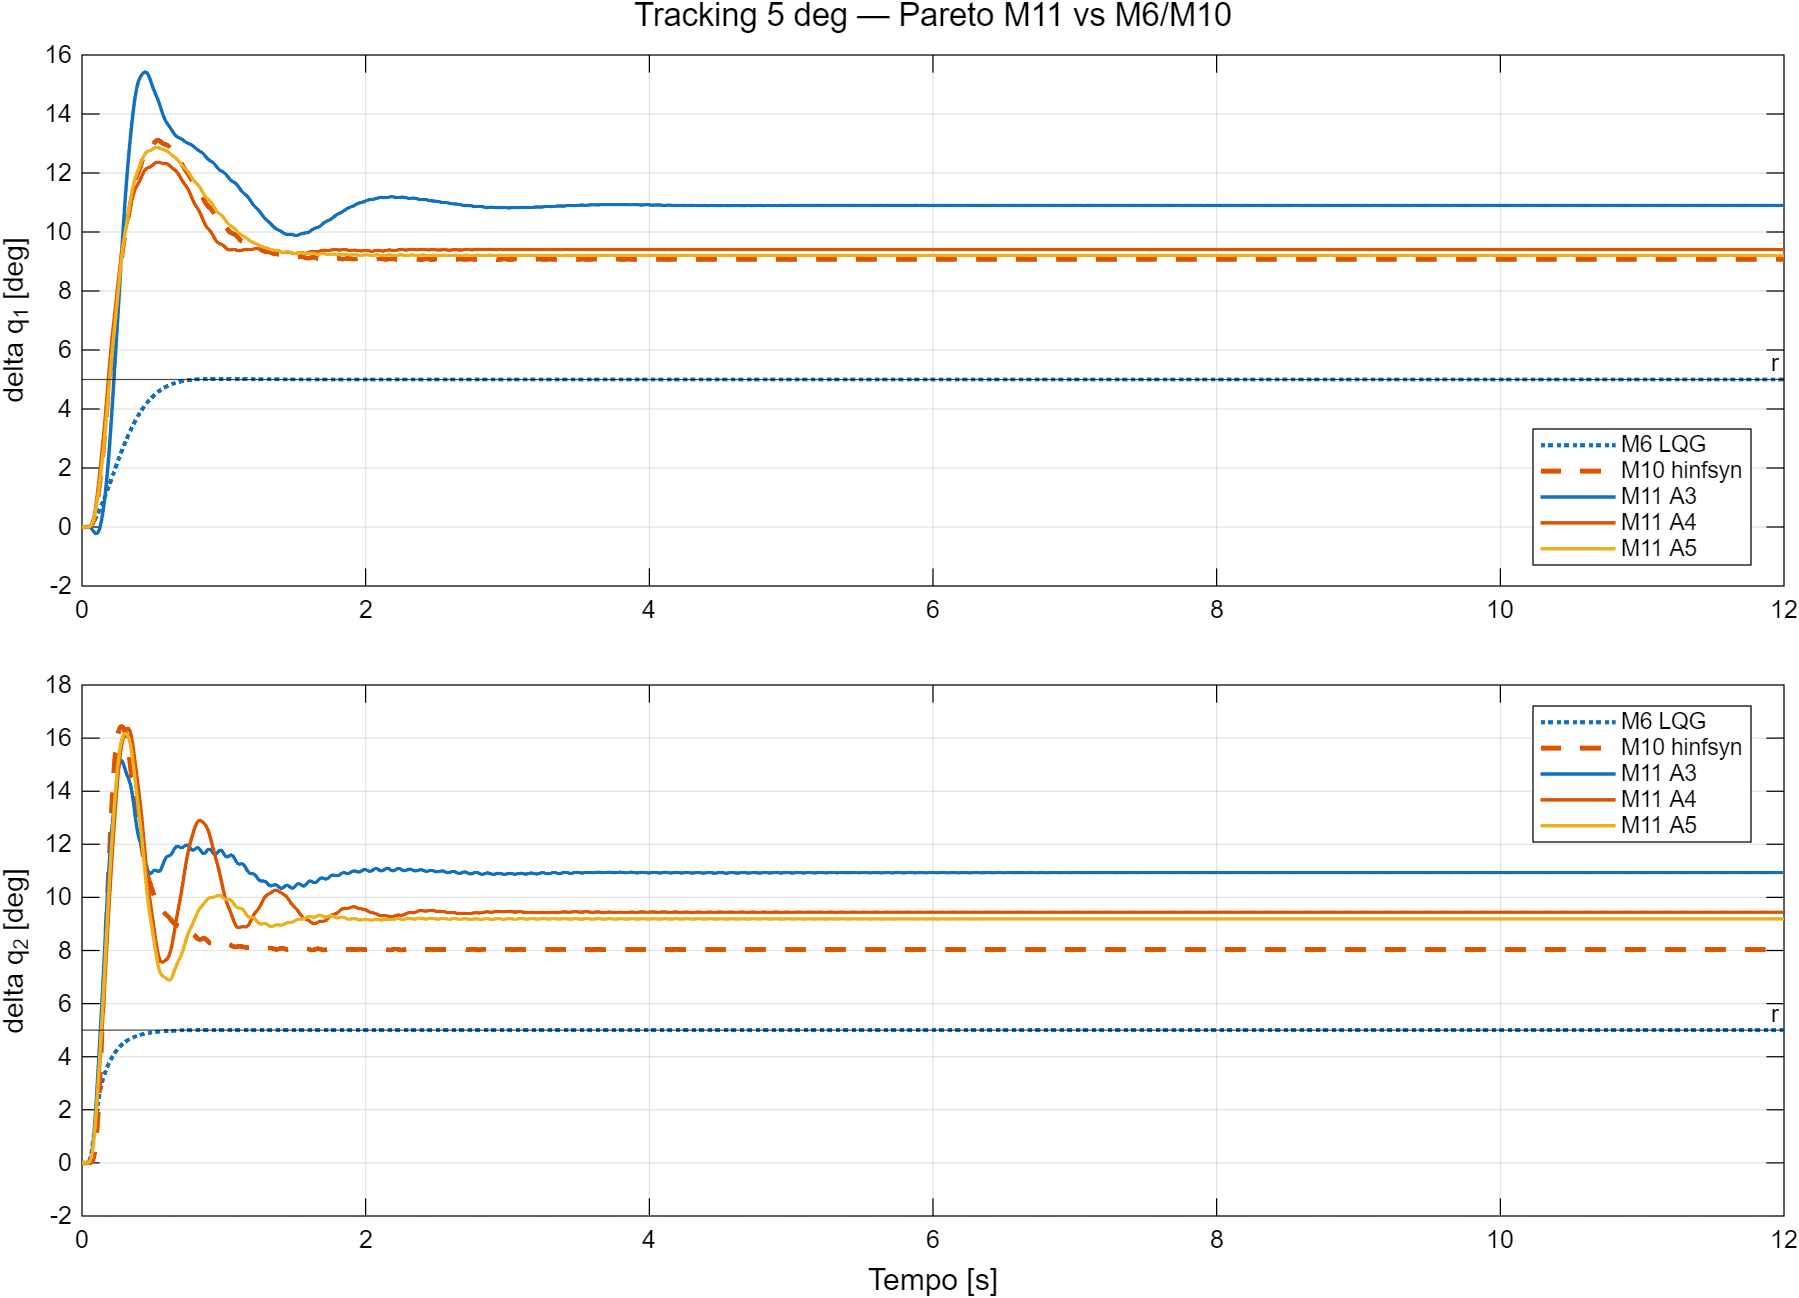 Tracking 5 deg — Pareto M11 vs M6/M10
16
14
12
10
8
6
4
2
0
-2
delta q₁ [deg]
r
M6 LQG
M10 hinfsyn
M11 A3
M11 A4
M11 A5
0 2 4 6 8 10 12
18
16
14
12
10
8
6
4
2
0
-2
delta q₂ [deg]
M6 LQG
M10 hinfsyn
M11 A3
M11 A4
M11 A5
r
0 2 4 6 8 10 12
Tempo [s]